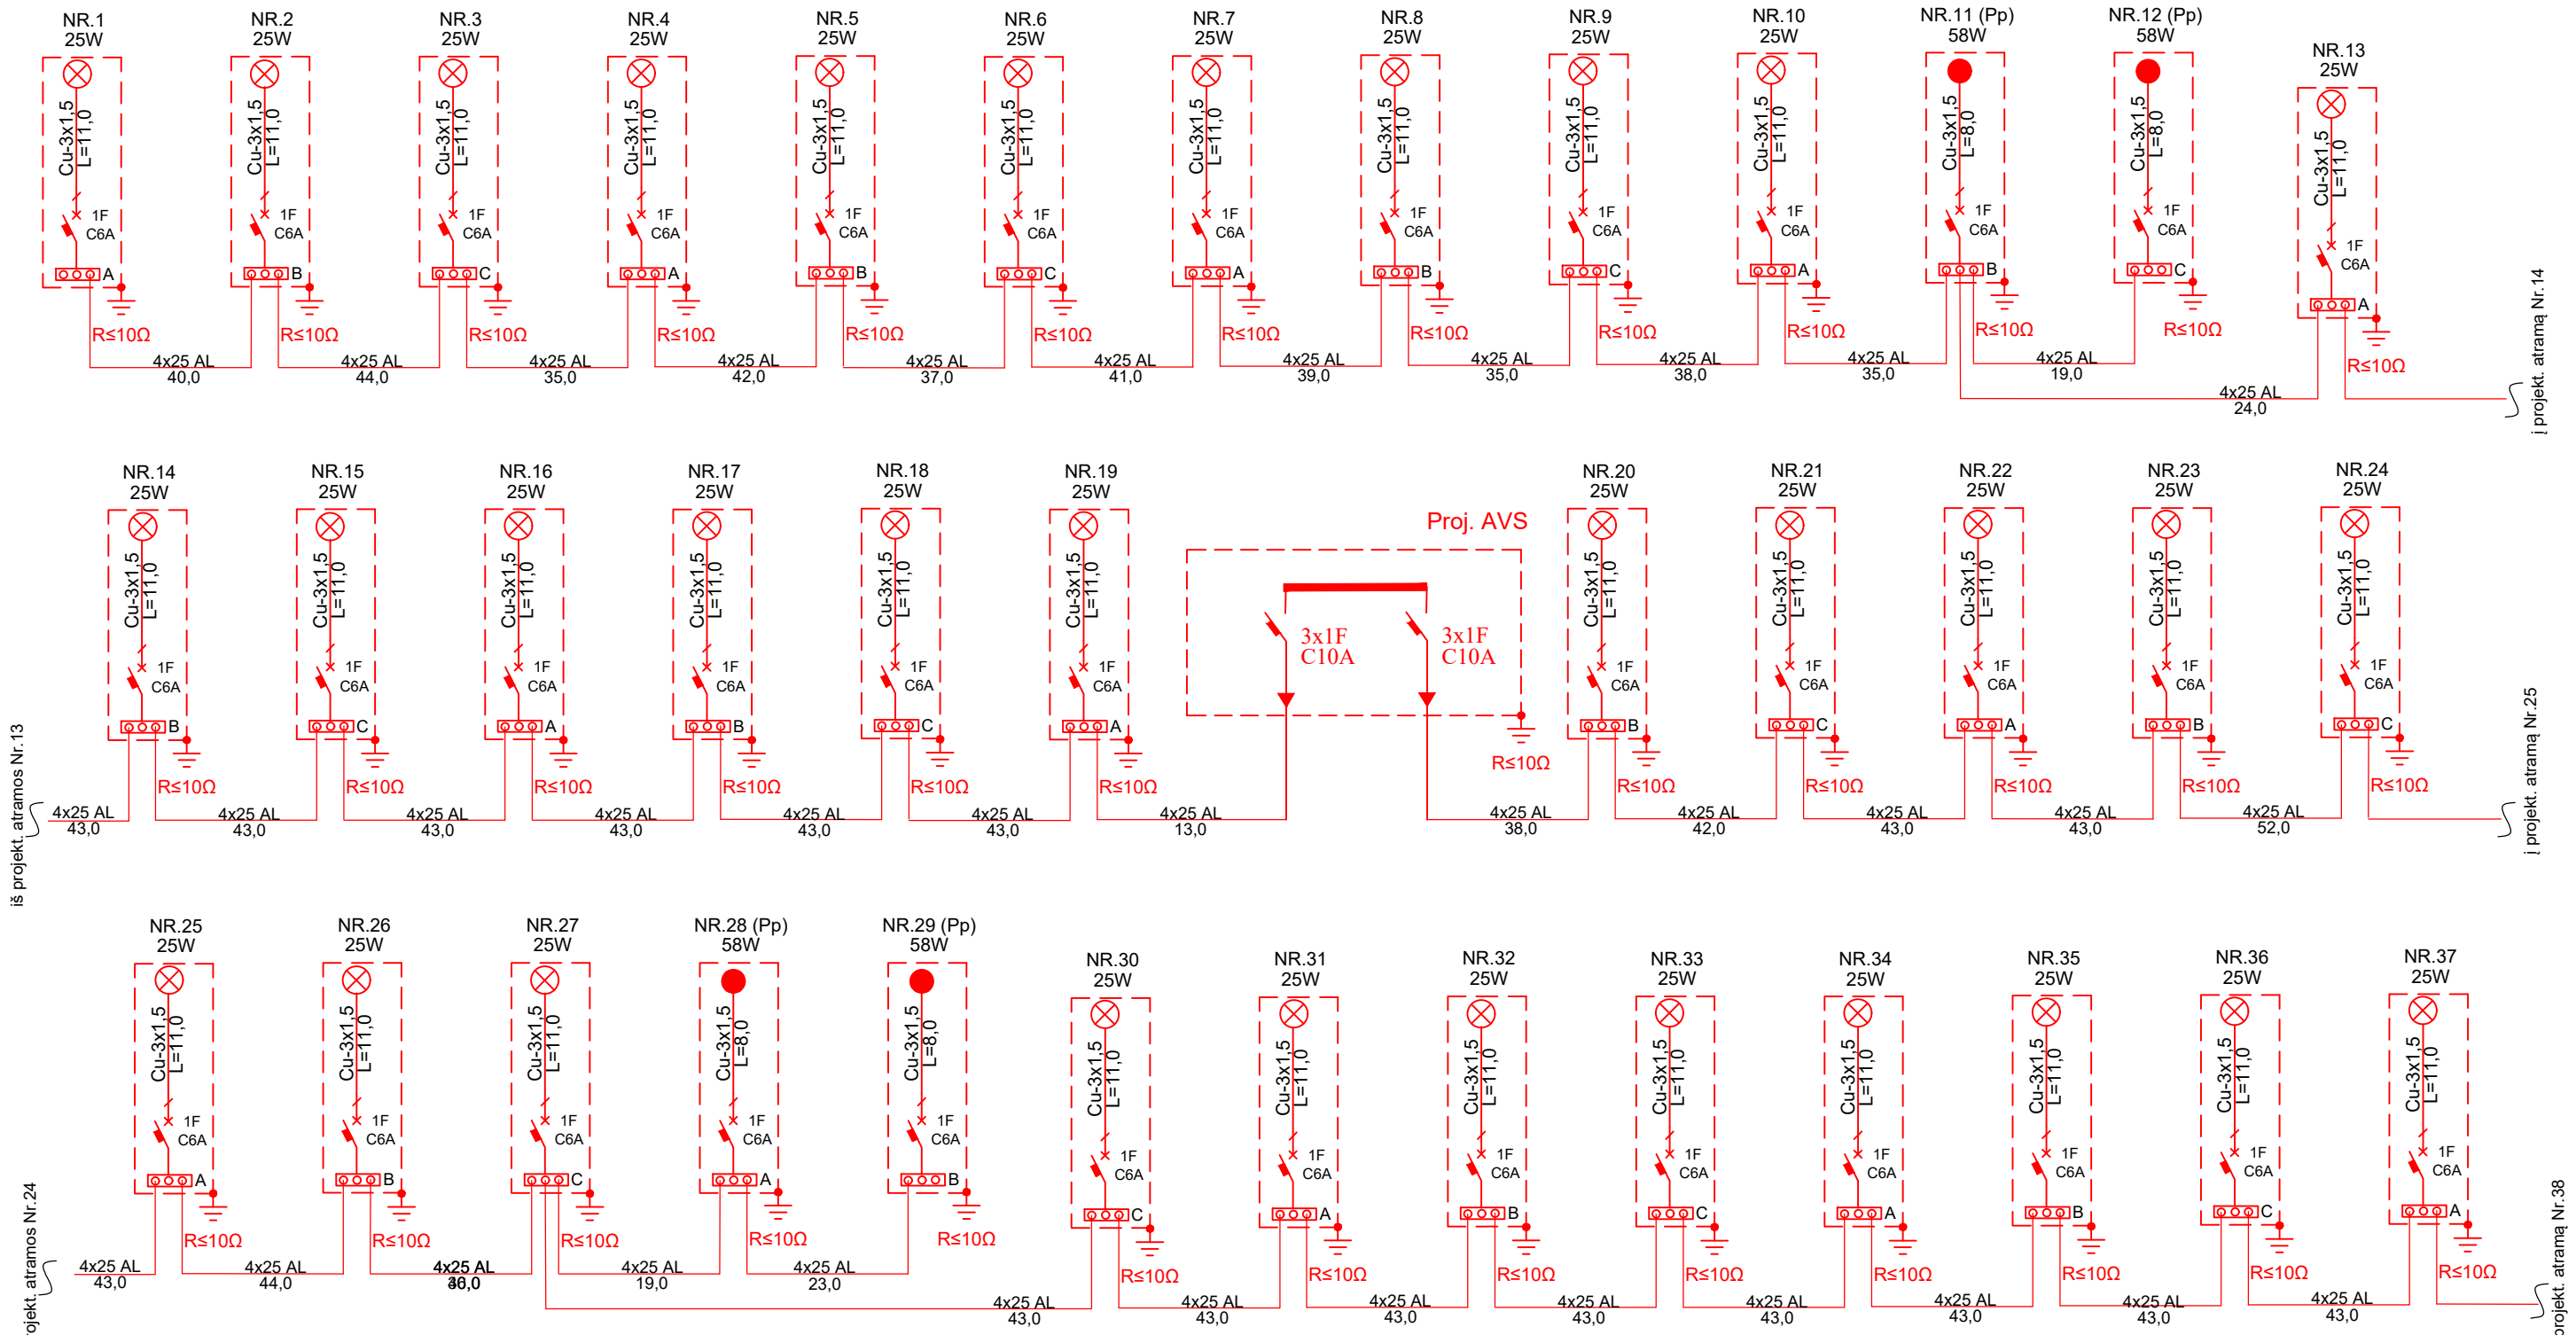 NR.1
25W
NR.2
25W
NR.3
25W
NR.4
25W
NR.5
25W
NR.6
25W
NR.7
25W
NR.8
25W
NR.9
25W
NR.10
25W
NR.11 (Pp)
58W
NR.12 (Pp)
58W
NR.13
25W
Cu-3x1,5
L=11,0
Cu-3x1,5
L=11,0
Cu-3x1,5
L=11,0
Cu-3x1,5
L=11,0
Cu-3x1,5
L=11,0
Cu-3x1,5
L=11,0
Cu-3x1,5
L=11,0
Cu-3x1,5
L=11,0
Cu-3x1,5
L=11,0
Cu-3x1,5
L=11,0
Cu-3x1,5
L=8,0
Cu-3x1,5
L=8,0
Cu-3x1,5
L=11,0
1F
C6A
1F
C6A
1F
C6A
1F
C6A
1F
C6A
1F
C6A
1F
C6A
1F
C6A
1F
C6A
1F
C6A
1F
C6A
1F
C6A
1F
C6A
A
B
C
A
B
C
A
B
C
A
B
C
A
R≤10Ω
R≤10Ω
R≤10Ω
R≤10Ω
R≤10Ω
R≤10Ω
R≤10Ω
R≤10Ω
R≤10Ω
R≤10Ω
R≤10Ω
R≤10Ω
R≤10Ω
4x25 AL
40,0
4x25 AL
44,0
4x25 AL
35,0
4x25 AL
42,0
4x25 AL
37,0
4x25 AL
41,0
4x25 AL
39,0
4x25 AL
35,0
4x25 AL
38,0
4x25 AL
35,0
4x25 AL
19,0
4x25 AL
24,0
į projekt. atramą Nr.14
NR.14
25W
NR.15
25W
NR.16
25W
NR.17
25W
NR.18
25W
NR.19
25W
Proj. AVS
NR.20
25W
NR.21
25W
NR.22
25W
NR.23
25W
NR.24
25W
Cu-3x1,5
L=11,0
Cu-3x1,5
L=11,0
Cu-3x1,5
L=11,0
Cu-3x1,5
L=11,0
Cu-3x1,5
L=11,0
Cu-3x1,5
L=11,0
3x1F
C10A
3x1F
C10A
Cu-3x1,5
L=11,0
Cu-3x1,5
L=11,0
Cu-3x1,5
L=11,0
Cu-3x1,5
L=11,0
Cu-3x1,5
L=11,0
1F
C6A
1F
C6A
1F
C6A
1F
C6A
1F
C6A
1F
C6A
1F
C6A
1F
C6A
1F
C6A
1F
C6A
1F
C6A
B
C
A
B
C
A
B
C
A
B
C
R≤10Ω
R≤10Ω
R≤10Ω
R≤10Ω
R≤10Ω
R≤10Ω
R≤10Ω
R≤10Ω
R≤10Ω
R≤10Ω
R≤10Ω
R≤10Ω
iš projekt. atramos Nr.13
4x25 AL
43,0
4x25 AL
43,0
4x25 AL
43,0
4x25 AL
43,0
4x25 AL
43,0
4x25 AL
43,0
4x25 AL
13,0
4x25 AL
38,0
4x25 AL
42,0
4x25 AL
43,0
4x25 AL
43,0
4x25 AL
52,0
į projekt. atramą Nr.25
NR.25
25W
NR.26
25W
NR.27
25W
NR.28 (Pp)
58W
NR.29 (Pp)
58W
NR.30
25W
NR.31
25W
NR.32
25W
NR.33
25W
NR.34
25W
NR.35
25W
NR.36
25W
NR.37
25W
Cu-3x1,5
L=11,0
Cu-3x1,5
L=11,0
Cu-3x1,5
L=11,0
Cu-3x1,5
L=8,0
Cu-3x1,5
L=8,0
Cu-3x1,5
L=11,0
Cu-3x1,5
L=11,0
Cu-3x1,5
L=11,0
Cu-3x1,5
L=11,0
Cu-3x1,5
L=11,0
Cu-3x1,5
L=11,0
Cu-3x1,5
L=11,0
Cu-3x1,5
L=11,0
1F
C6A
1F
C6A
1F
C6A
1F
C6A
1F
C6A
1F
C6A
1F
C6A
1F
C6A
1F
C6A
1F
C6A
1F
C6A
1F
C6A
1F
C6A
A
B
C
A
B
C
A
B
C
A
B
C
A
R≤10Ω
R≤10Ω
R≤10Ω
R≤10Ω
R≤10Ω
R≤10Ω
R≤10Ω
R≤10Ω
R≤10Ω
R≤10Ω
R≤10Ω
R≤10Ω
R≤10Ω
atramos Nr.24
4x25 AL
43,0
4x25 AL
44,0
4x25 AL
4x25 AL
19,0
4x25 AL
23,0
4x25 AL
43,0
4x25 AL
43,0
4x25 AL
43,0
4x25 AL
43,0
4x25 AL
43,0
4x25 AL
43,0
4x25 AL
43,0
4x25 AL
43,0
projekt. atramą Nr.38